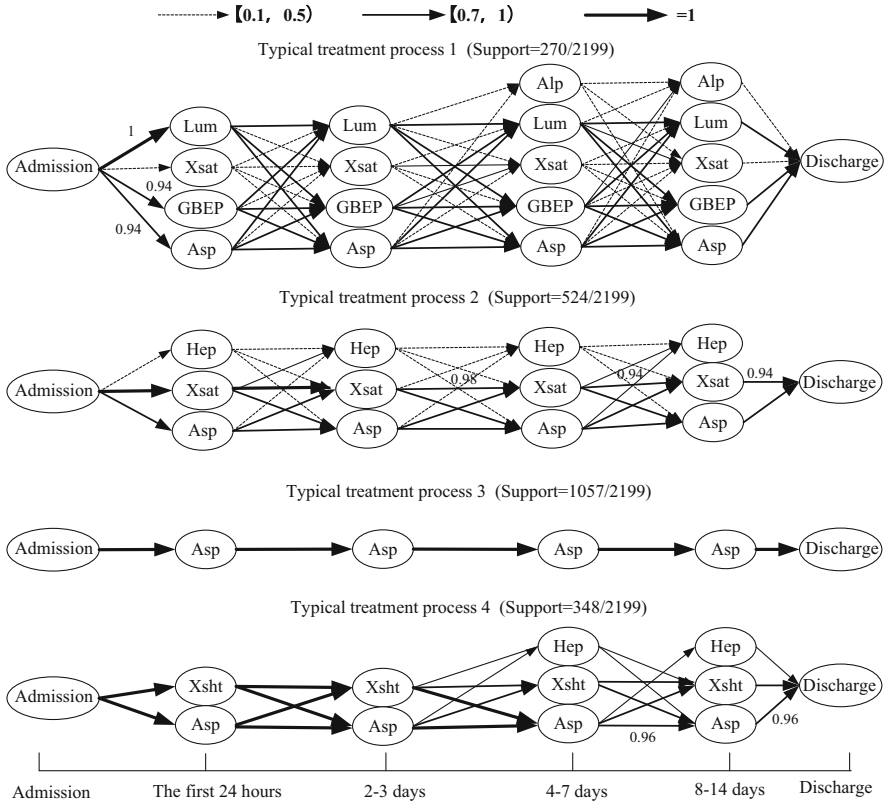 【0.1, 0.5) 【0.7, 1) =1
Typical treatment process 1 (Support=270/2199)
Alp Alp
1 Lum Lum Lum Lum
Admission Xsat Xsat Xsat Xsat Discharge
0.94 GBEP GBEP GBEP GBEP
0.94 Asp Asp Asp Asp
Typical treatment process 2 (Support=524/2199)
Hep Hep Hep Hep
Admission Xsat Xsat 0.98 Xsat 0.94 Xsat 0.94 Discharge
Asp Asp Asp Asp
Typical treatment process 3 (Support=1057/2199)
Admission Asp Asp Asp Asp Discharge
Typical treatment process 4 (Support=348/2199)
Hep Hep
Admission Xsht Xsht Xsht Xsht Discharge
Asp Asp Asp 0.96 Asp 0.96
Admission The first 24 hours 2-3 days 4-7 days 8-14 days Discharge